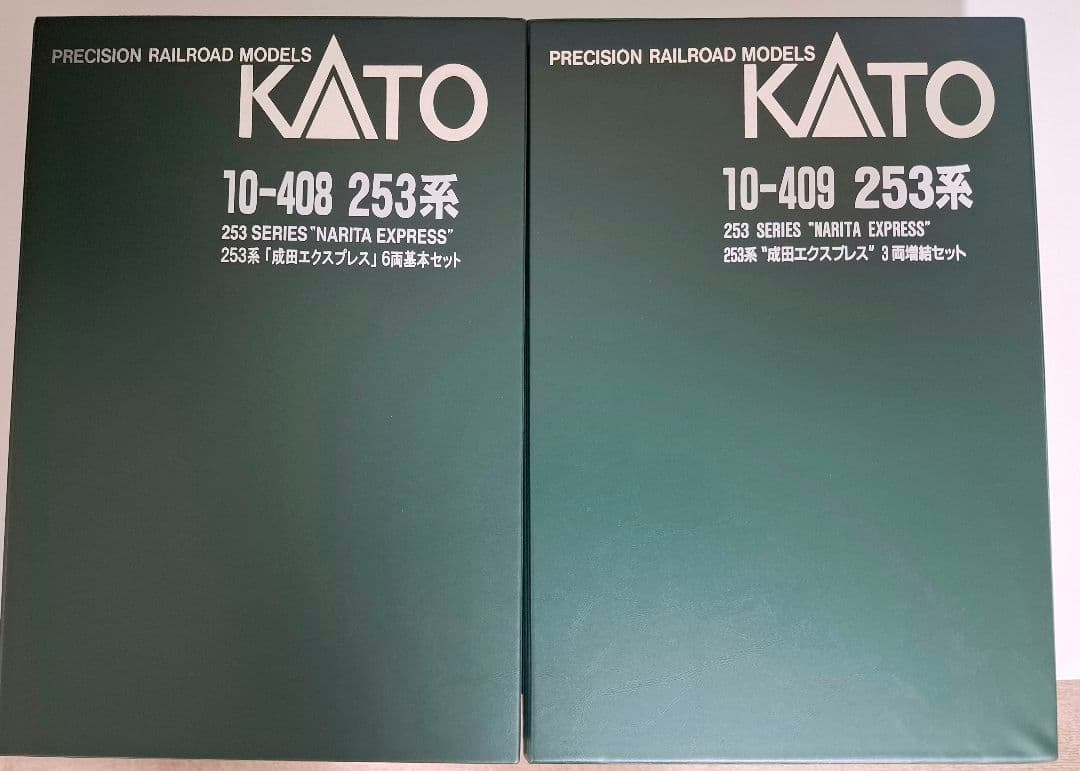 PRECISION RAILROAD MODELS
KATO
10-408 253系
253 SERIES "NARITA EXPRESS"
253系「成田エクスプレス」6両基本セット
PRECISION RAILROAD MODELS
KATO
10-409 253系
253 SERIES "NARITA EXPRESS"
253系"成田エクスプレス"3両増結セット